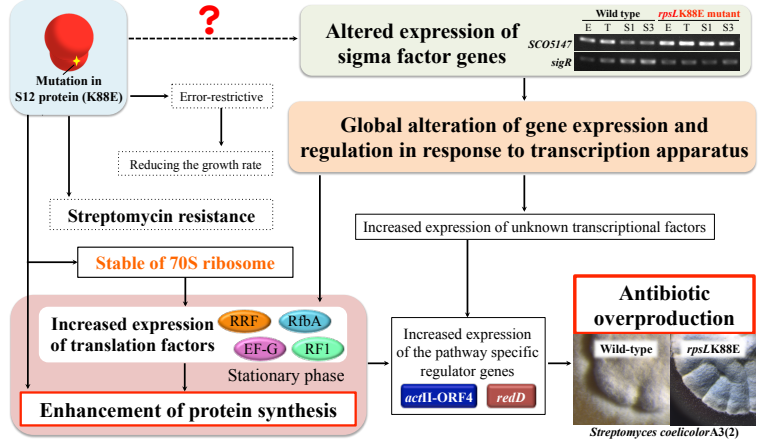 ?
Altered expression of
sigma factor genes
Wild type rpsLK88E mutant
E T S1 S3 E T S1 S3
SCO5147
sigR
Mutation in
S12 protein (K88E)
Error-restrictive
Reducing the growth rate
Streptomycin resistance
Global alteration of gene expression and
regulation in response to transcription apparatus
Increased expression of unknown transcriptional factors
Stable of 70S ribosome
Increased expression
of translation factors
RRF RfbA
EF-G RF1
Stationary phase
Enhancement of protein synthesis
Increased expression
of the pathway specific
regulator genes
actII-ORF4 redD
Antibiotic
overproduction
Wild-type rpsLK88E
Streptomyces coelicolorA3(2)